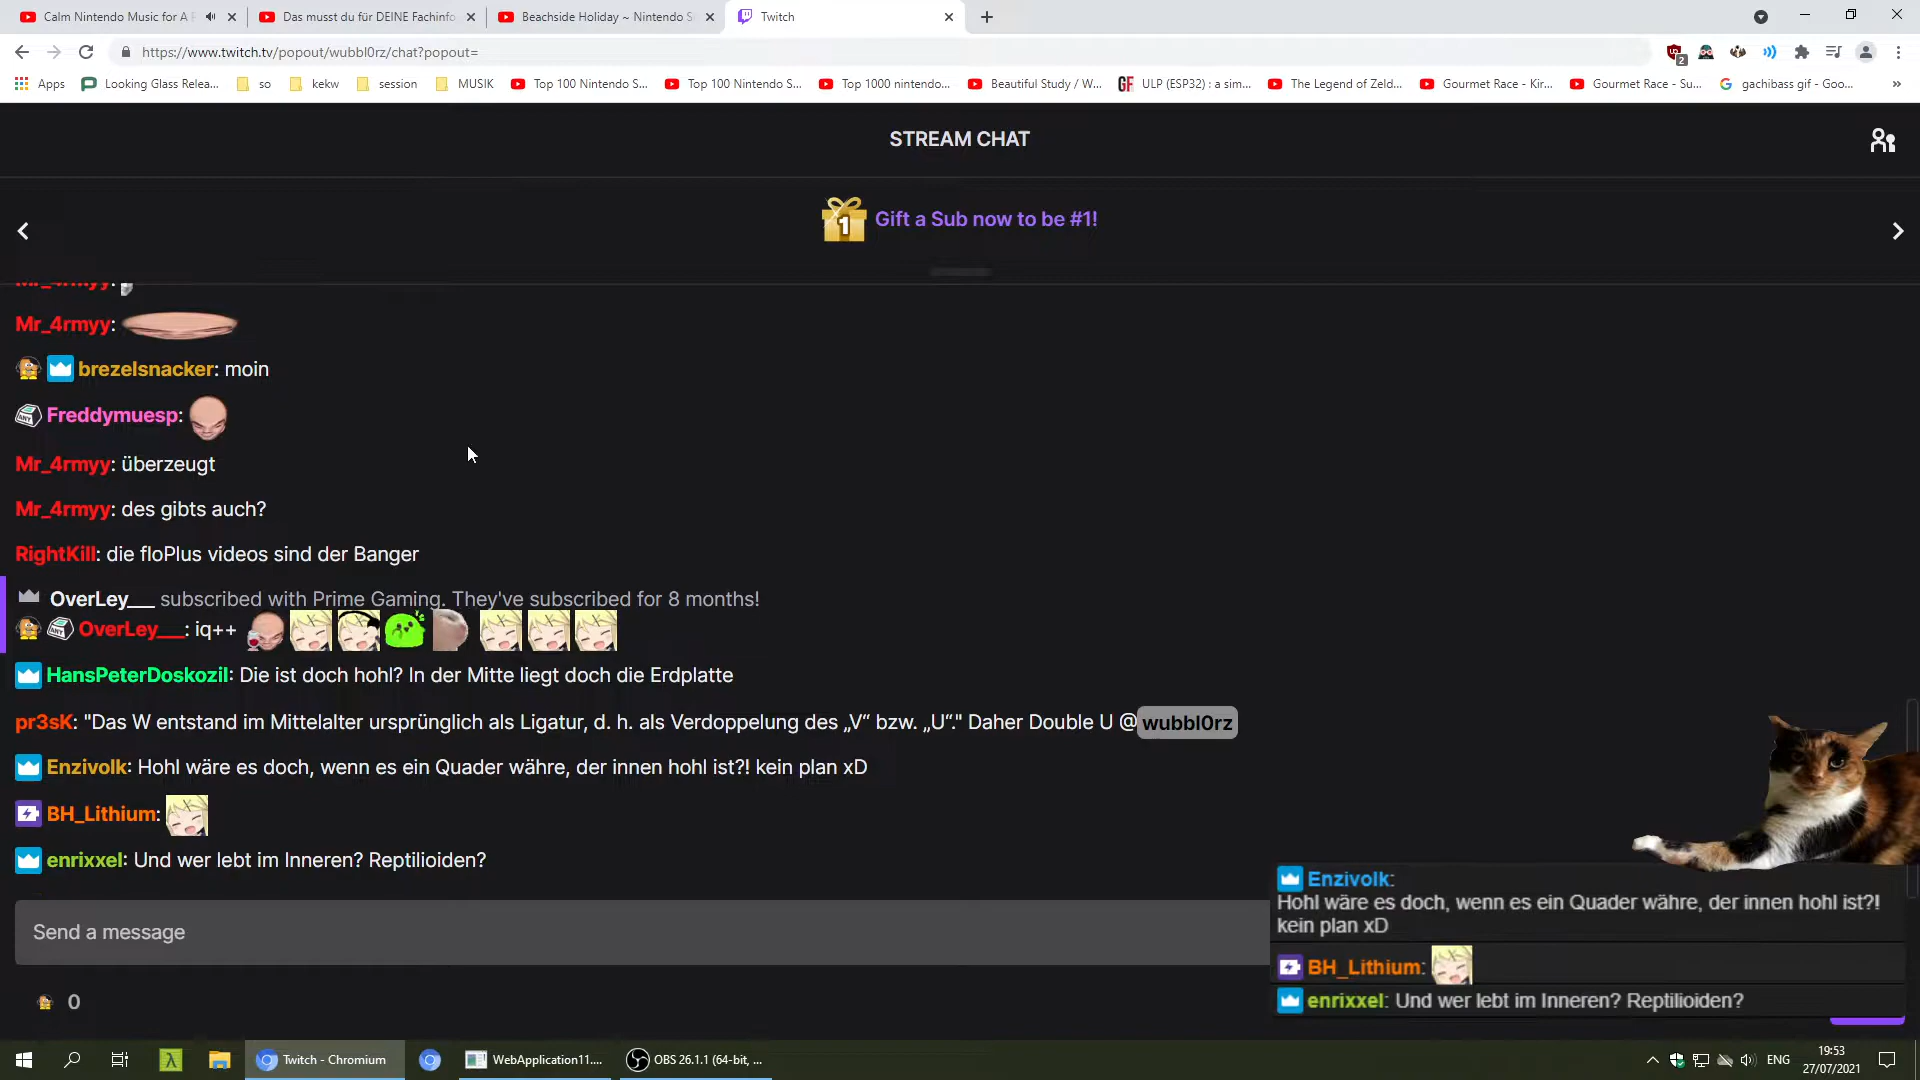 Calm Nintendo Music for A
Das musst du für DEINE Fachinfo
Beachside Holiday ~ Nintendo S
Twitch
https://www.twitch.tv/popout/wubbl0rz/chat?popout=
2
Apps
Looking Glass Relea...
so
kekw
session
MUSIK
Top 100 Nintendo S...
Top 100 Nintendo S...
Top 1000 nintendo...
Beautiful Study / W...
GF
ULP (ESP32) : a sim...
The Legend of Zeld...
Gourmet Race - Kir...
Gourmet Race - Su...
gachibass gif - Goo...
STREAM CHAT
1
Gift a Sub now to be #1!
Mr_4rmyy:
Mr_4rmyy:
brezelsnacker: moin
Freddymuesp:
Mr_4rmyy: überzeugt
Mr_4rmyy: des gibts auch?
RightKill: die floPlus videos sind der Banger
OverLey___ subscribed with Prime Gaming. They've subscribed for 8 months!
OverLey___: iq++
HansPeterDoskozil: Die ist doch hohl? In der Mitte liegt doch die Erdplatte
pr3sK: "Das W entstand im Mittelalter ursprünglich als Ligatur, d. h. als Verdoppelung des „V“ bzw. „U“." Daher Double U @wubbl0rz
Enzivolk: Hohl wäre es doch, wenn es ein Quader währe, der innen hohl ist?! kein plan xD
BH_Lithium:
enrixxel: Und wer lebt im Inneren? Reptilioiden?
Send a message
0
Enzivolk:
Hohl wäre es doch, wenn es ein Quader währe, der innen hohl ist?!
kein plan xD
BH_Lithium:
enrixxel: Und wer lebt im Inneren? Reptilioiden?
Twitch - Chromium
WebApplication11....
OBS 26.1.1 (64-bit, ...
ENG
19:53
27/07/2021